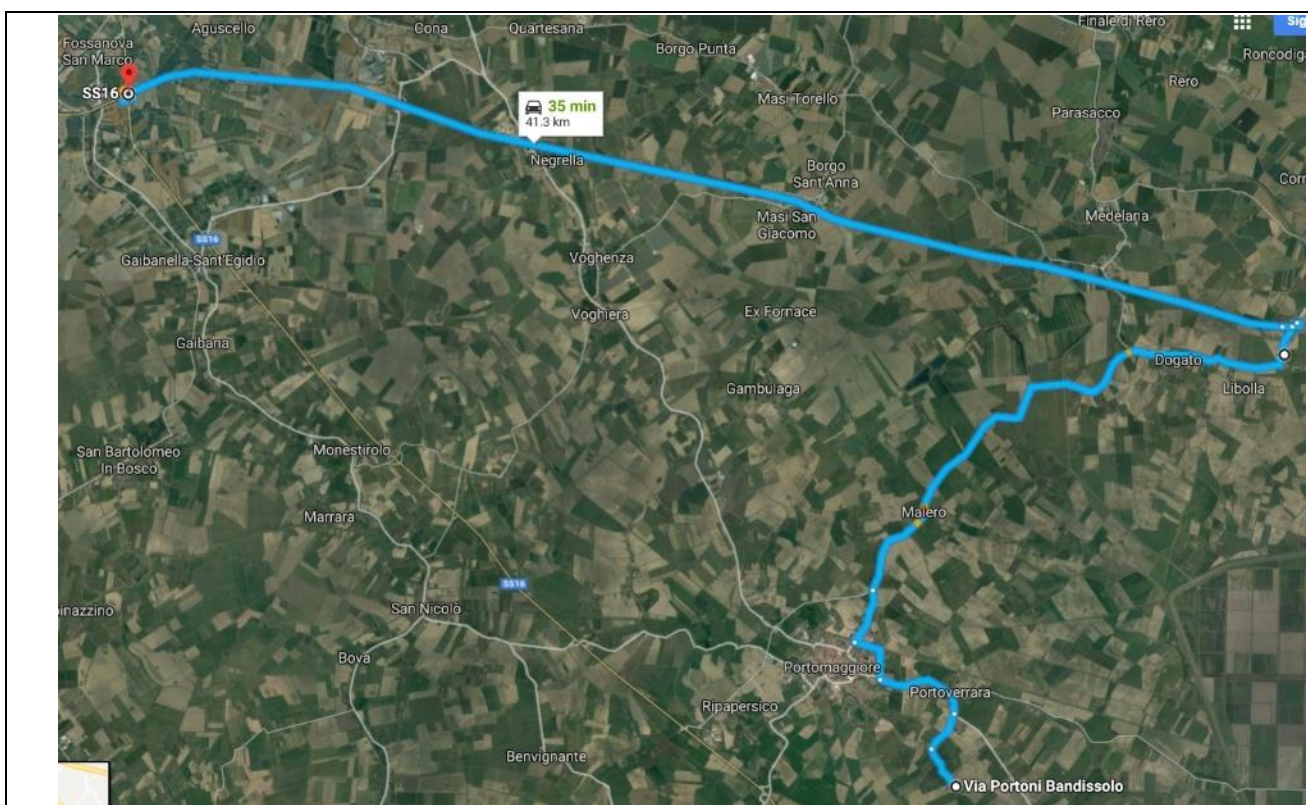 Aguscello
Cona
Quartesana
Finale di Rero
Fossanova
San Marco
Borgo Punta
Rero
SS16
35 min
41.3 km
Masi Torello
Parasacco
Negrella
Borgo
Sant'Anna
Masi San
Giacomo
Medelana
SS16
Gaibanella-Sant'Egidio
Voghenza
Voghiera
Ex Fornace
Gaibana
Dogato
Libolla
Gambulaga
San Bartolomeo
In Bosco
Monestirolo
Marrara
Maiero
SS16
San Nicolò
Bova
Portomaggiore
Portoverrara
Ripapersico
Benvignante
Via Portoni Bandissolo